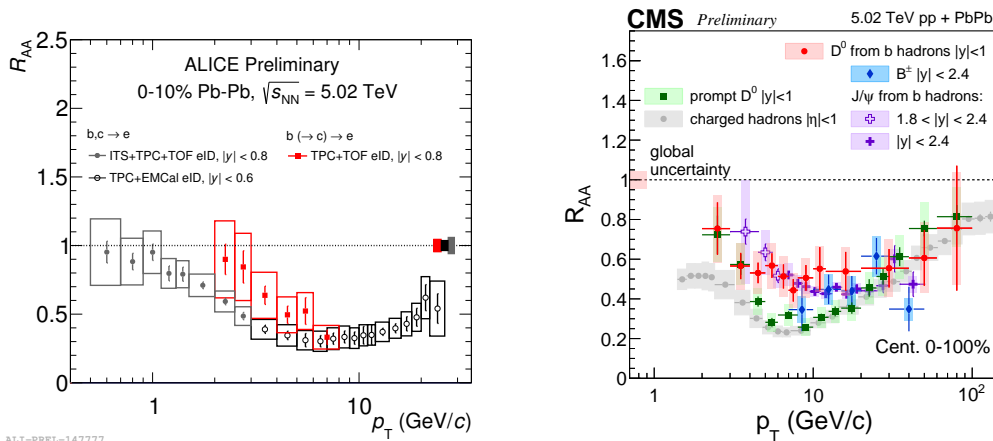 R_AA
2.5
2
1.5
1
0.5
0
ALICE Preliminary
0-10% Pb-Pb, √s_NN = 5.02 TeV
b,c → e
ITS+TPC+TOF eID, |y| < 0.8
TPC+EMCal eID, |y| < 0.6
b (→ c) → e
TPC+TOF eID, |y| < 0.8
1
10
p_T (GeV/c)
ALI-PREL-147777
CMS Preliminary 5.02 TeV pp + PbPb
R_AA
1.6
1.4
1.2
1
0.8
0.6
0.4
0.2
0
D⁰ from b hadrons |y|<1
B± |y| < 2.4
prompt D⁰ |y|<1
J/ψ from b hadrons:
charged hadrons |η|<1
1.8 < |y| < 2.4
|y| < 2.4
global
uncertainty
Cent. 0-100%
1
10
10²
p_T (GeV/c)